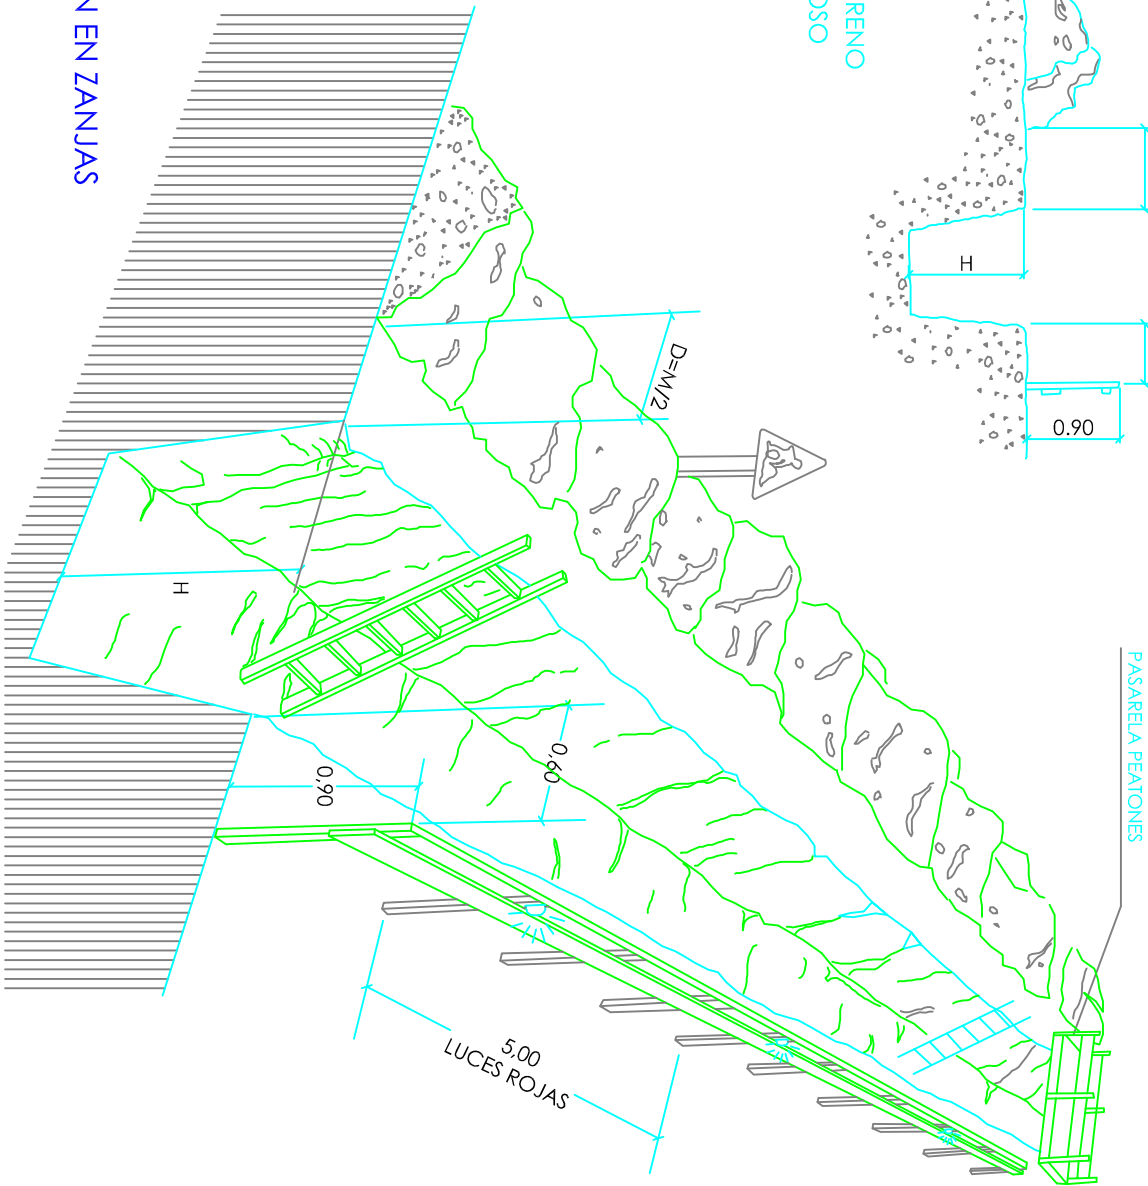 N EN ZANJAS
RENO
OSO
H
0.90
D=M/2
PASARELA PEATONES
H
0,60
0,90
5.00
LUCES ROJAS